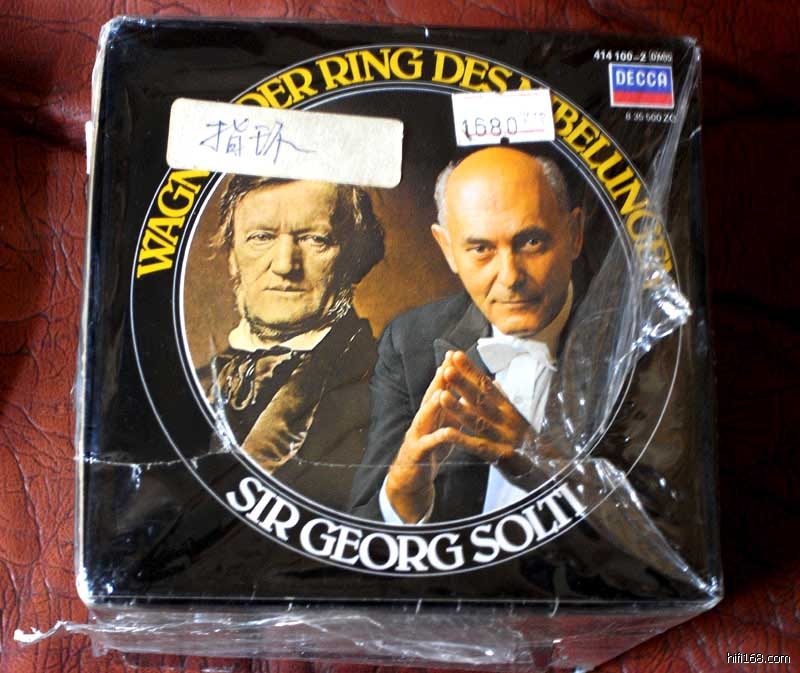 414 100-2
DECCA
8 35 500 ZC
WAGN DER RING DES NIBELUNGEN
指环
1680
SIR GEORG SOLTI
hifi168.com